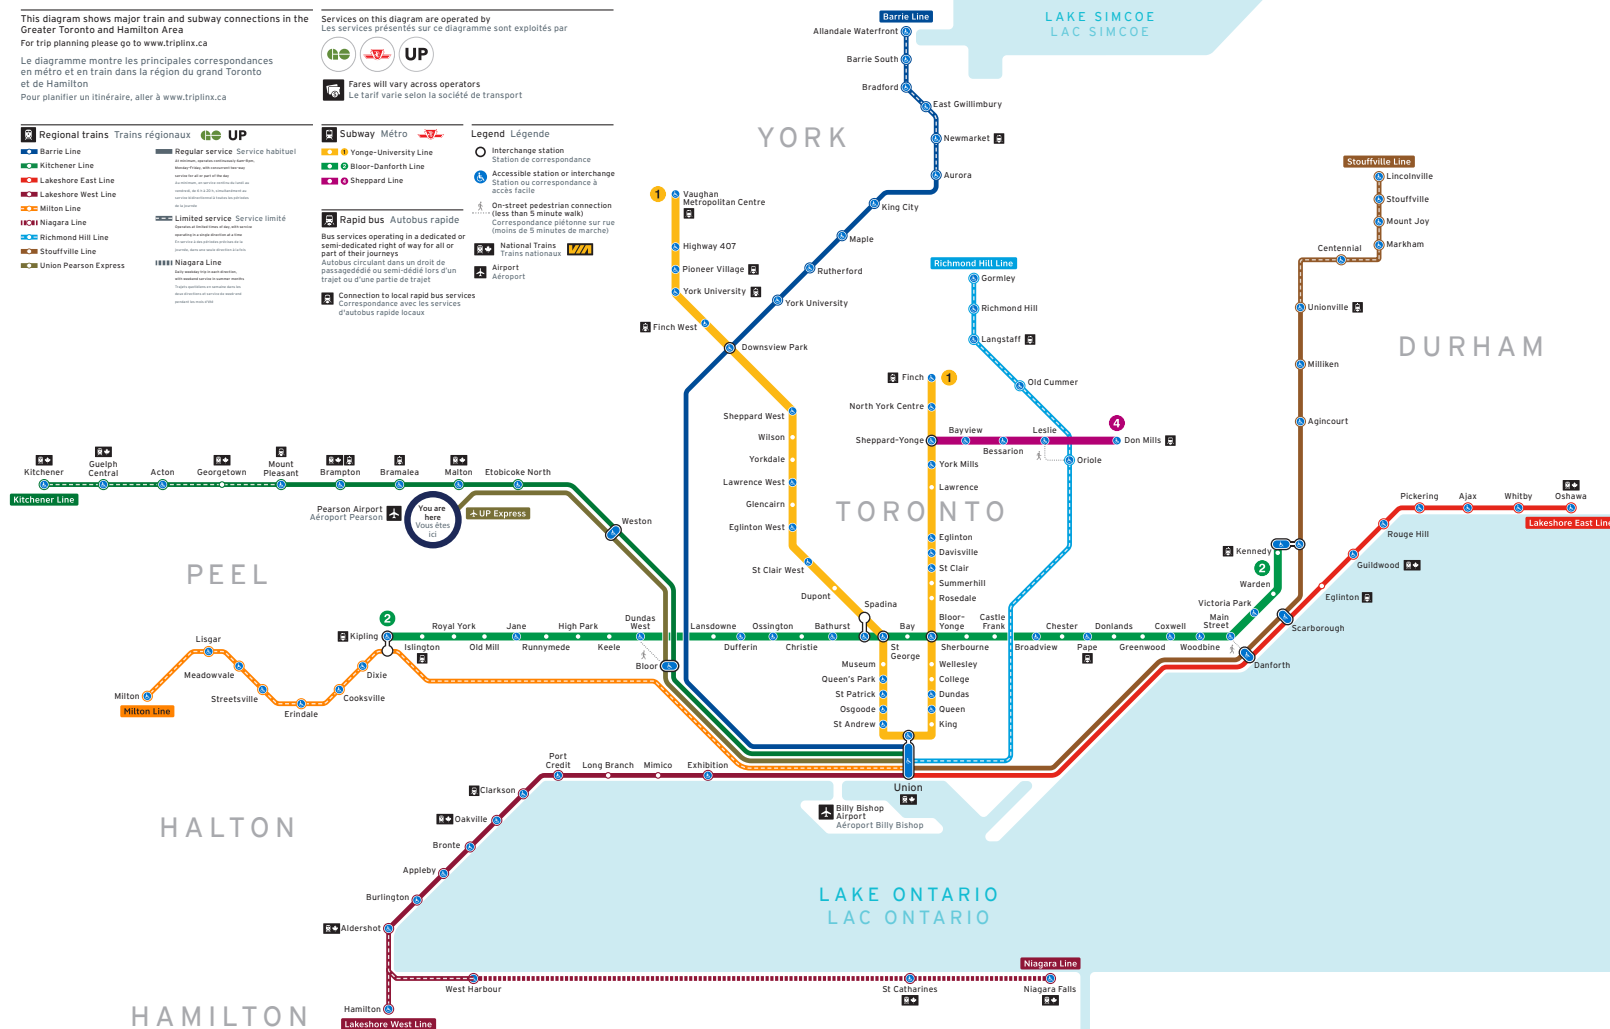 This diagram shows major train and subway connections in the
Greater Toronto and Hamilton Area
For trip planning please go to www.triplinx.ca
Le diagramme montre les principales correspondances
en métro et en train dans la région du grand Toronto
et de Hamilton
Pour planifier un itinéraire, aller à www.triplinx.ca
Services on this diagram are operated by
Les services présentés sur ce diagramme sont exploités par
GO
UP
Fares will vary across operators
Le tarif varie selon la société de transport
Regional trains Trains régionaux GO UP
Barrie Line
Kitchener Line
Lakeshore East Line
Lakeshore West Line
Milton Line
Niagara Line
Richmond Hill Line
Stouffville Line
Union Pearson Express
Regular service Service habituel
Limited service Service limité
Niagara Line
Subway Métro
1 Yonge-University Line
2 Bloor-Danforth Line
4 Sheppard Line
Rapid bus Autobus rapide
Bus services operating in a dedicated or
semi-dedicated right of way for all or
part of their journeys
Autobus circulant dans un droit de
passagedédié ou semi-dédié lors d'un
trajet ou d'une partie de trajet
Connection to local rapid bus services
Correspondance avec les services
d'autobus rapide locaux
Legend Légende
Interchange station
Station de correspondance
Accessible station or interchange
Station ou correspondance à
accès facile
On-street pedestrian connection
(less than 5 minute walk)
Correspondance piétonne sur rue
(moins de 5 minutes de marche)
National Trains
Trains nationaux
VIA
Airport
Aéroport
Barrie Line
Allandale Waterfront
Barrie South
Bradford
East Gwillimbury
Newmarket
Aurora
King City
Maple
Rutherford
York University
Downsview Park
LAKE SIMCOE
LAC SIMCOE
YORK
DURHAM
TORONTO
PEEL
HALTON
HAMILTON
1
Vaughan
Metropolitan Centre
Highway 407
Pioneer Village
York University
Finch West
Sheppard West
Wilson
Yorkdale
Lawrence West
Glencairn
Eglinton West
St Clair West
Dupont
Spadina
St
George
Museum
Queen's Park
St Patrick
Osgoode
St Andrew
Finch
1
North York Centre
Sheppard-Yonge
York Mills
Lawrence
Eglinton
Davisville
St Clair
Summerhill
Rosedale
Bloor-
Yonge
Wellesley
College
Dundas
Queen
King
Union
Bayview
Bessarion
Leslie
4
Don Mills
Richmond Hill Line
Gormley
Richmond Hill
Langstaff
Old Cummer
Oriole
Stouffville Line
Lincolnville
Stouffville
Mount Joy
Markham
Centennial
Unionville
Milliken
Agincourt
Kennedy
2
Warden
Victoria Park
Main
Street
Scarborough
Danforth
Pickering
Ajax
Whitby
Oshawa
Lakeshore East Line
Rouge Hill
Guildwood
Eglinton
Kitchener
Guelph
Central
Acton
Georgetown
Mount
Pleasant
Brampton
Bramalea
Malton
Etobicoke North
Kitchener Line
Pearson Airport
Aéroport Pearson
You are
here
Vous êtes
ici
UP Express
Weston
Bloor
2
Kipling
Islington
Royal York
Old Mill
Jane
Runnymede
High Park
Keele
Dundas
West
Lansdowne
Dufferin
Ossington
Christie
Bathurst
Bay
Sherbourne
Castle
Frank
Broadview
Chester
Pape
Donlands
Greenwood
Coxwell
Woodbine
Milton
Milton Line
Lisgar
Meadowvale
Streetsville
Erindale
Cooksville
Dixie
Port
Credit
Long Branch
Mimico
Exhibition
Clarkson
Oakville
Bronte
Appleby
Burlington
Aldershot
Hamilton
Lakeshore West Line
West Harbour
St Catharines
Niagara Line
Niagara Falls
Billy Bishop
Airport
Aéroport Billy Bishop
LAKE ONTARIO
LAC ONTARIO